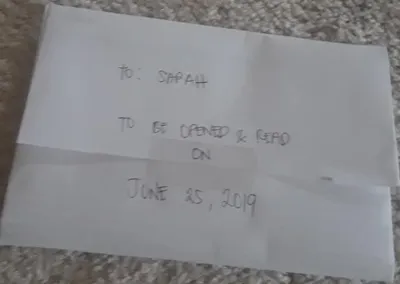 TO: SARAH
TO BE OPENED & READ
ON
JUNE 25, 2019